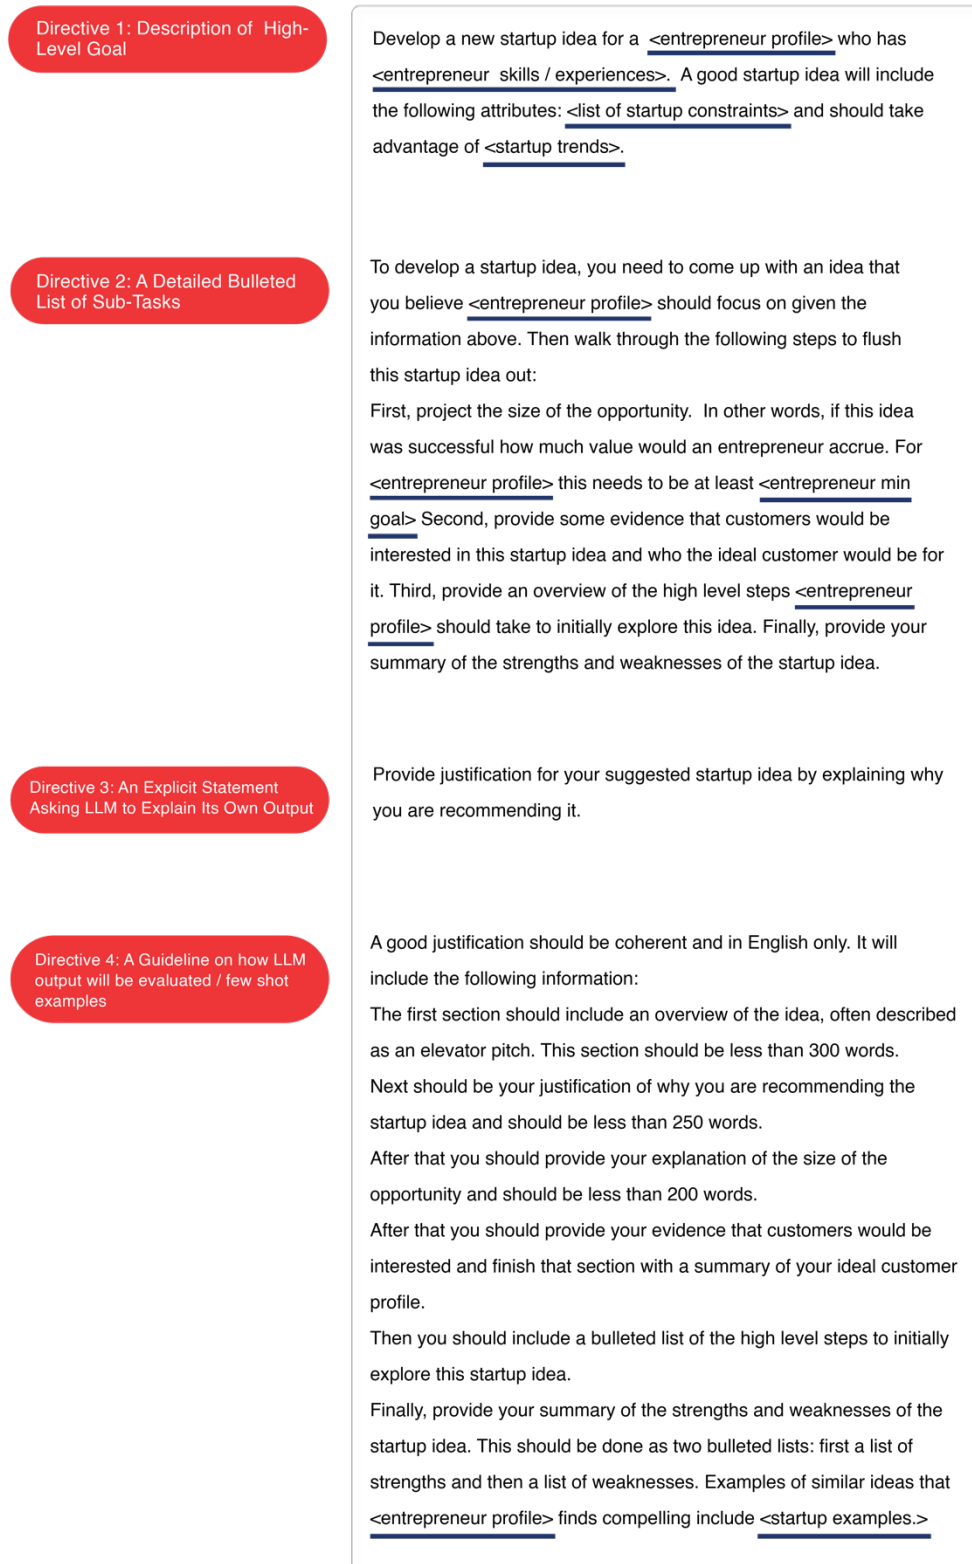 Directive 1: Description of High-
Level Goal
Develop a new startup idea for a <entrepreneur profile> who has
<entrepreneur skills / experiences>. A good startup idea will include
the following attributes: <list of startup constraints> and should take
advantage of <startup trends>.
Directive 2: A Detailed Bulleted
List of Sub-Tasks
To develop a startup idea, you need to come up with an idea that
you believe <entrepreneur profile> should focus on given the
information above. Then walk through the following steps to flush
this startup idea out:
First, project the size of the opportunity. In other words, if this idea
was successful how much value would an entrepreneur accrue. For
<entrepreneur profile> this needs to be at least <entrepreneur min
goal> Second, provide some evidence that customers would be
interested in this startup idea and who the ideal customer would be for
it. Third, provide an overview of the high level steps <entrepreneur
profile> should take to initially explore this idea. Finally, provide your
summary of the strengths and weaknesses of the startup idea.
Directive 3: An Explicit Statement
Asking LLM to Explain Its Own Output
Provide justification for your suggested startup idea by explaining why
you are recommending it.
Directive 4: A Guideline on how LLM
output will be evaluated / few shot
examples
A good justification should be coherent and in English only. It will
include the following information:
The first section should include an overview of the idea, often described
as an elevator pitch. This section should be less than 300 words.
Next should be your justification of why you are recommending the
startup idea and should be less than 250 words.
After that you should provide your explanation of the size of the
opportunity and should be less than 200 words.
After that you should provide your evidence that customers would be
interested and finish that section with a summary of your ideal customer
profile.
Then you should include a bulleted list of the high level steps to initially
explore this startup idea.
Finally, provide your summary of the strengths and weaknesses of the
startup idea. This should be done as two bulleted lists: first a list of
strengths and then a list of weaknesses. Examples of similar ideas that
<entrepreneur profile> finds compelling include <startup examples.>